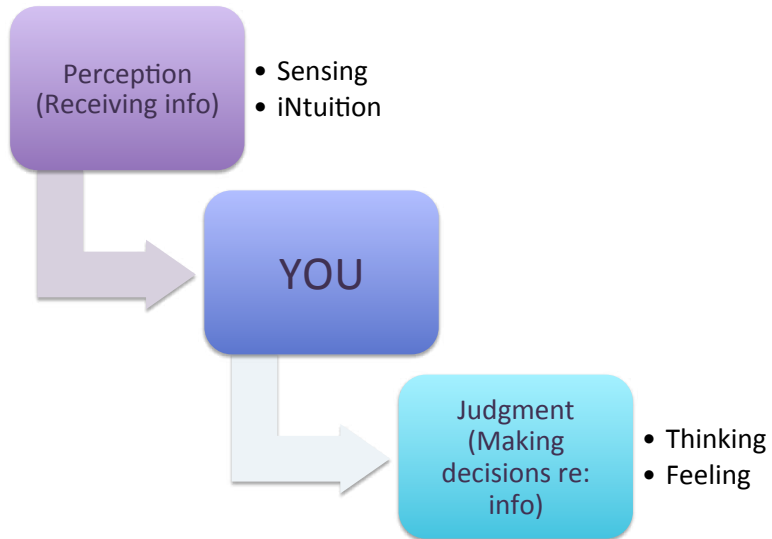 Perception
(Receiving info)
• Sensing
• iNtuition
YOU
Judgment
(Making
decisions re:
info)
• Thinking
• Feeling